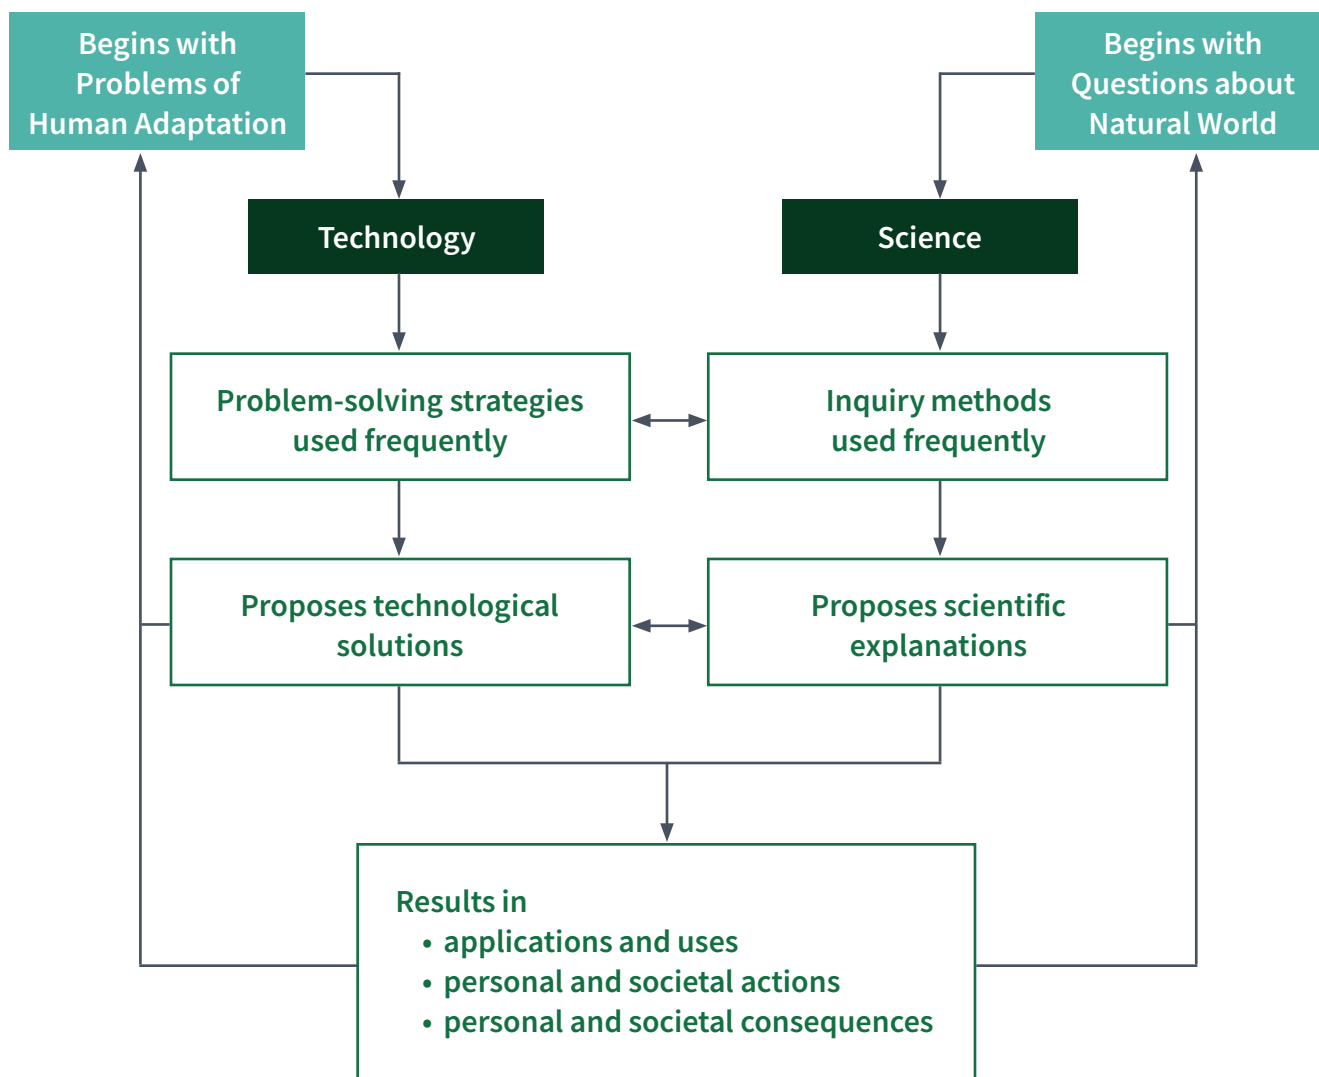 Begins with
Problems of
Human Adaptation
Begins with
Questions about
Natural World
Technology
Science
Problem-solving strategies
used frequently
Inquiry methods
used frequently
Proposes technological
solutions
Proposes scientific
explanations
Results in
• applications and uses
• personal and societal actions
• personal and societal consequences